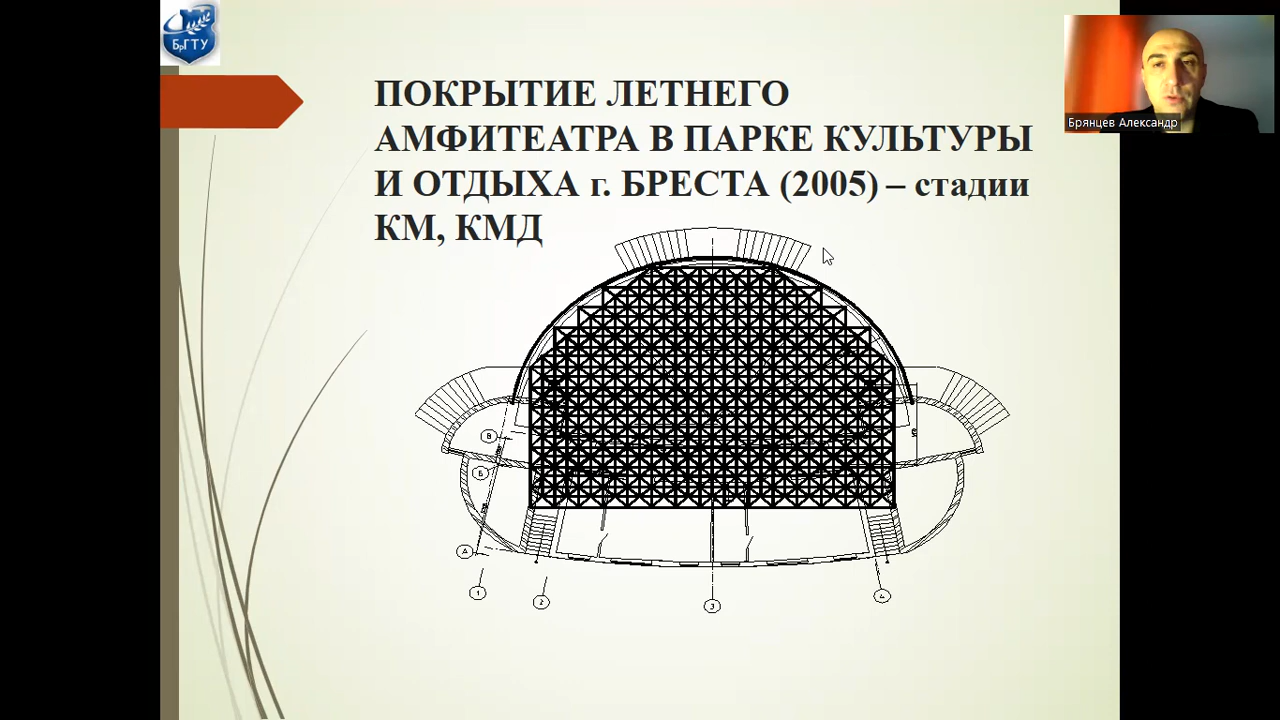 БрГТУ
ПОКРЫТИЕ ЛЕТНЕГО
АМФИТЕАТРА В ПАРКЕ КУЛЬТУРЫ
И ОТДЫХА г. БРЕСТА (2005) – стадии
КМ, КМД
Брянцев Александр
В
Б
А
1
2
3
4